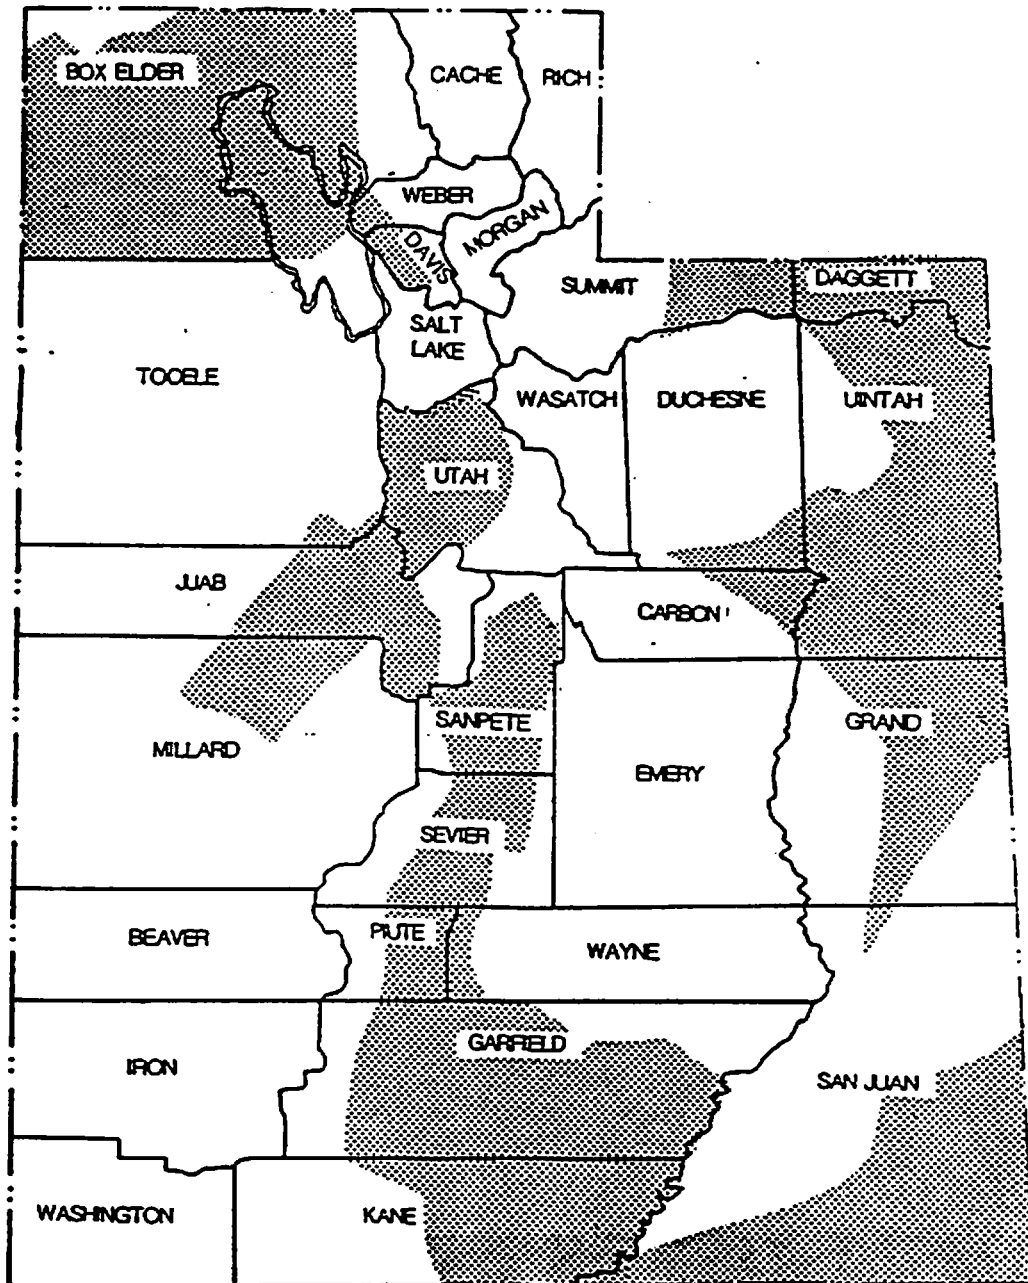 BOX ELDER
CACHE
RICH
WEBER
MORGAN
DAVIS
SUMMIT
DAGGETT
SALT
LAKE
TOOELE
WASATCH
DUCHESNE
UINTAH
UTAH
JUAB
CARBON
SANPETE
GRAND
MILLARD
EMERY
SEVIER
PIUTE
BEAVER
WAYNE
GARFIELD
IRON
SAN JUAN
WASHINGTON
KANE